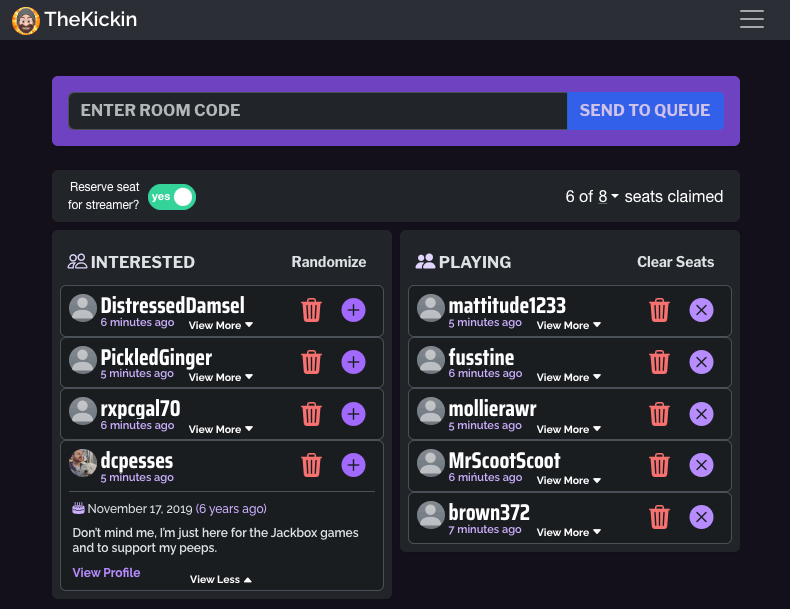 TheKickin
ENTER ROOM CODE
SEND TO QUEUE
Reserve seat
for streamer?
yes
6 of 8 seats claimed
INTERESTED
Randomize
DistressedDamsel
6 minutes ago
View More
PickledGinger
5 minutes ago
View More
rxpcgal70
6 minutes ago
View More
dcpesses
5 minutes ago
November 17, 2019 (6 years ago)
Don't mind me, I'm just here for the Jackbox games
and to support my peeps.
View Profile
View Less
PLAYING
Clear Seats
mattitude1233
5 minutes ago
View More
fusstine
6 minutes ago
View More
mollierawr
5 minutes ago
View More
MrScootScoot
6 minutes ago
View More
brown372
7 minutes ago
View More